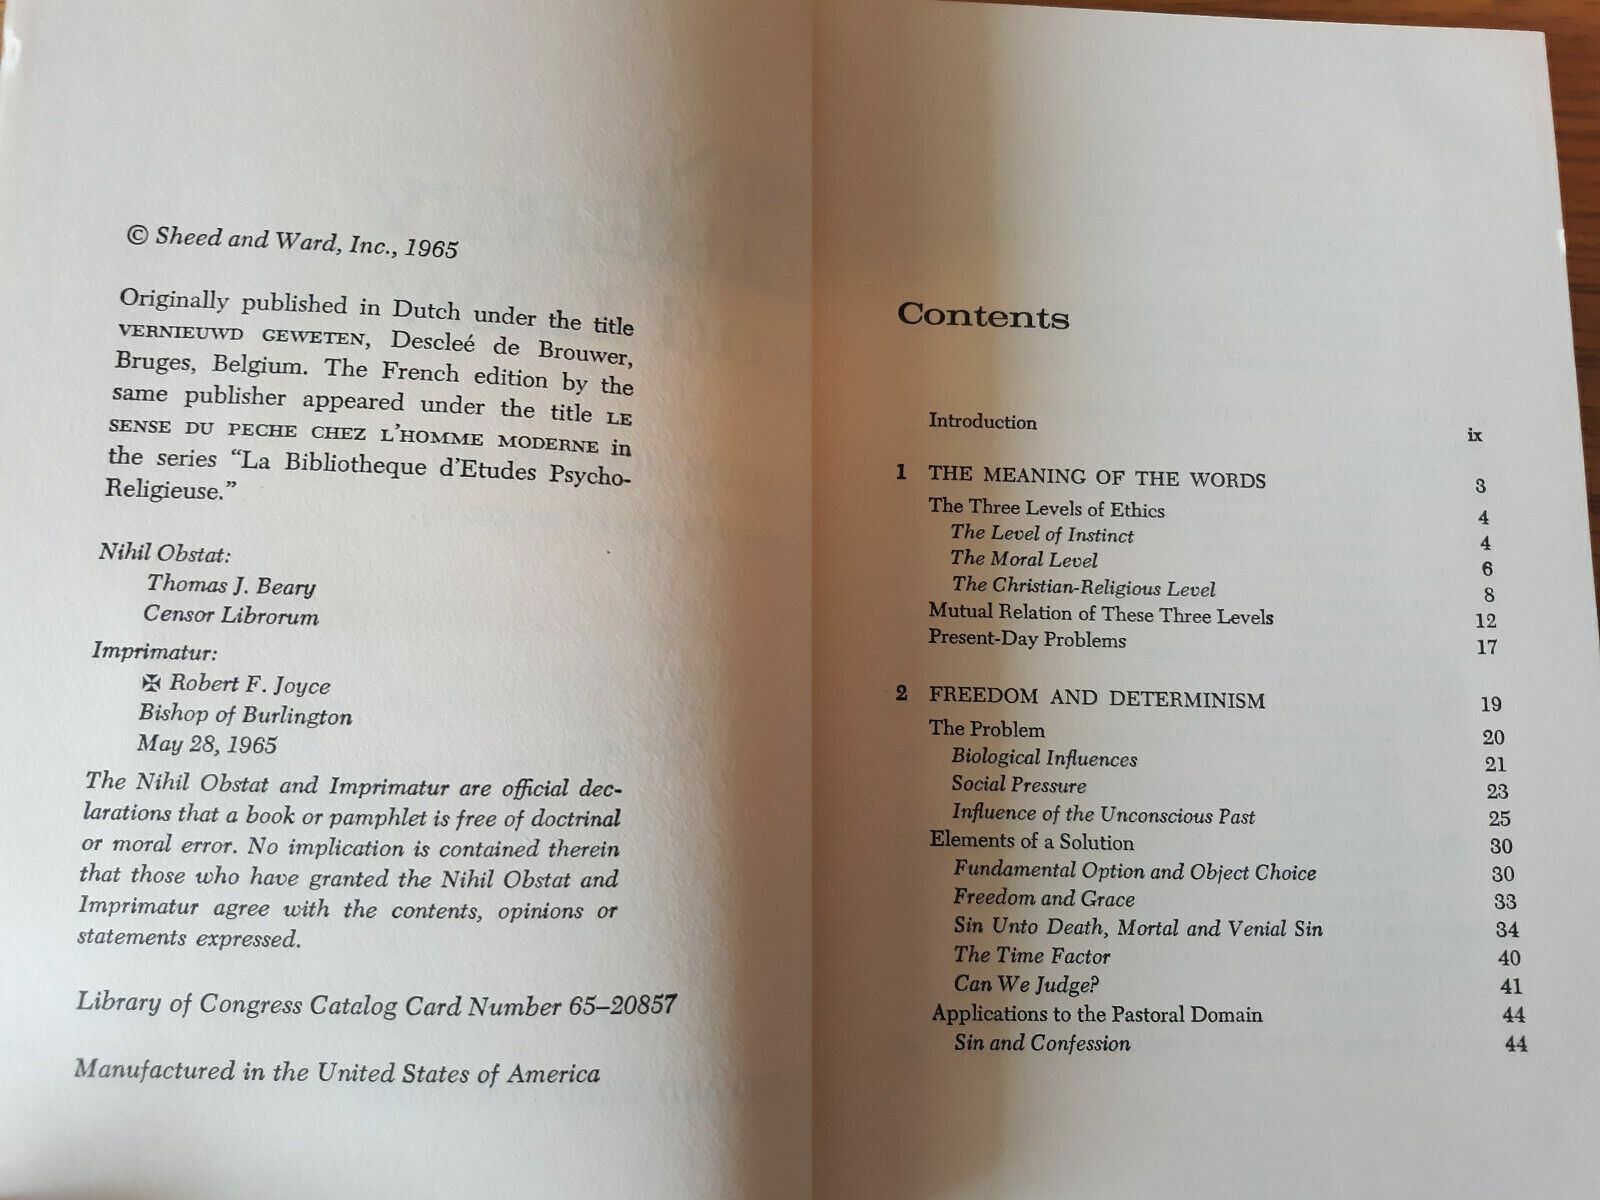 © Sheed and Ward, Inc., 1965
Originally published in Dutch under the title
VERNIEUWD GEWETEN, Descleé de Brouwer,
Bruges, Belgium. The French edition by the
same publisher appeared under the title LE
SENSE DU PECHE CHEZ L'HOMME MODERNE in
the series "La Bibliotheque d'Etudes Psycho-
Religieuse."
Nihil Obstat:
Thomas J. Beary
Censor Librorum
Imprimatur:
✠ Robert F. Joyce
Bishop of Burlington
May 28, 1965
The Nihil Obstat and Imprimatur are official dec-
larations that a book or pamphlet is free of doctrinal
or moral error. No implication is contained therein
that those who have granted the Nihil Obstat and
Imprimatur agree with the contents, opinions or
statements expressed.
Library of Congress Catalog Card Number 65–20857
Manufactured in the United States of America
Contents
Introduction ix
1 THE MEANING OF THE WORDS 3
The Three Levels of Ethics 4
The Level of Instinct 4
The Moral Level 6
The Christian-Religious Level 8
Mutual Relation of These Three Levels 12
Present-Day Problems 17
2 FREEDOM AND DETERMINISM 19
The Problem 20
Biological Influences 21
Social Pressure 23
Influence of the Unconscious Past 25
Elements of a Solution 30
Fundamental Option and Object Choice 30
Freedom and Grace 33
Sin Unto Death, Mortal and Venial Sin 34
The Time Factor 40
Can We Judge? 41
Applications to the Pastoral Domain 44
Sin and Confession 44